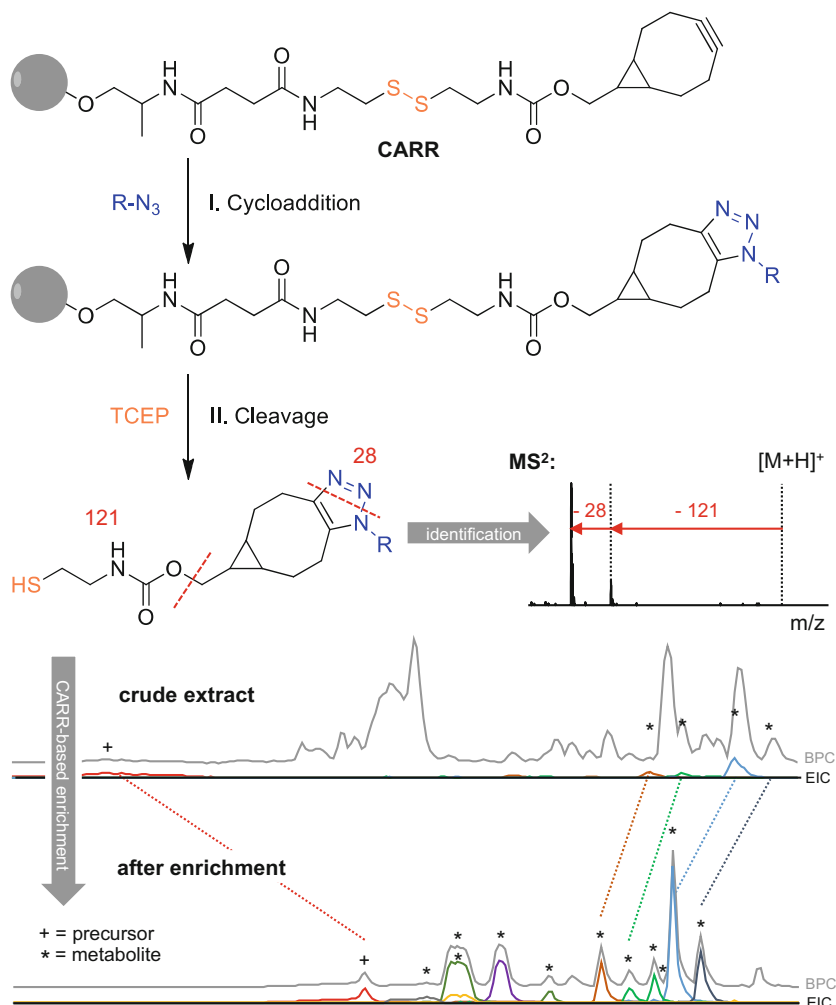 H
N
O
O
N
H
O
S
S
H
N
O
O
CARR
R-N3
I. Cycloaddition
N
N
N
R
H
N
O
O
N
H
O
S
S
H
N
O
O
TCEP
II. Cleavage
28
N
N
N
R
121
HS
H
N
O
O
identification
MS2:
[M+H]+
- 28
- 121
m/z
CARR-based enrichment
crude extract
+
*
*
*
*
BPC
EIC
after enrichment
+ = precursor
* = metabolite
+
*
*
*
*
*
*
*
*
*
*
*
BPC
EIC